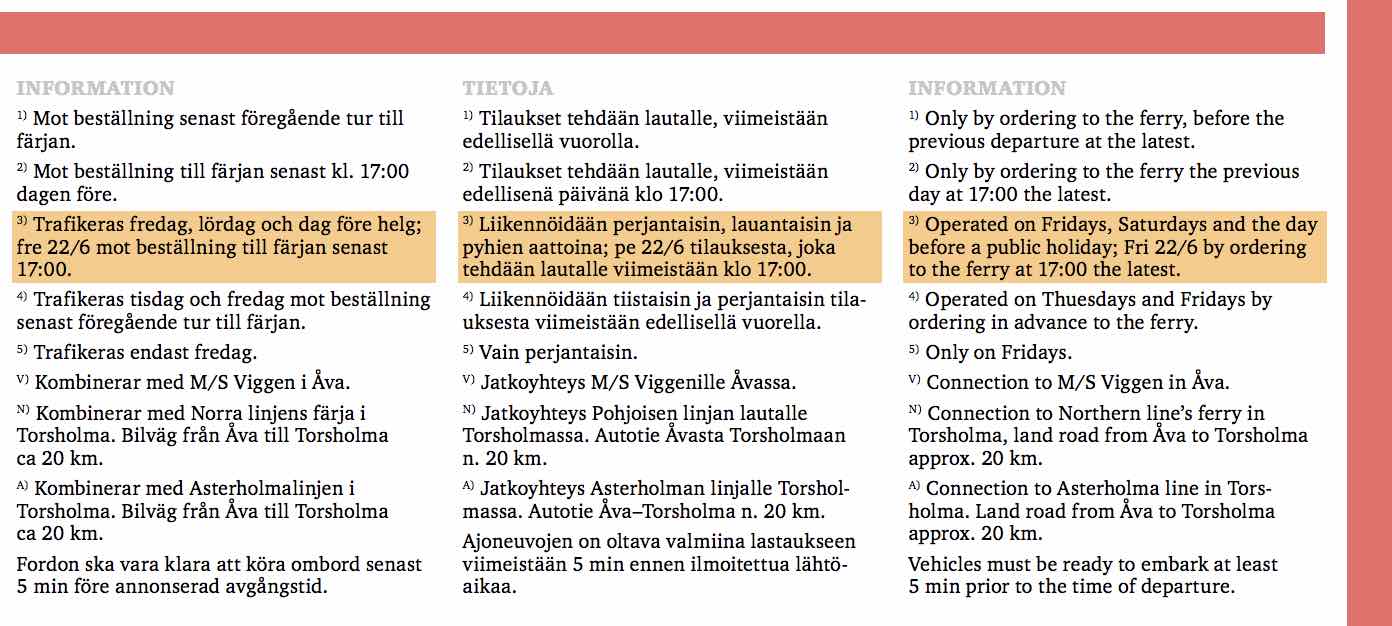 INFORMATION
1) Mot beställning senast föregående tur till
färjan.
2) Mot beställning till färjan senast kl. 17:00
dagen före.
3) Trafikeras fredag, lördag och dag före helg;
fre 22/6 mot beställning till färjan senast
17:00.
4) Trafikeras tisdag och fredag mot beställning
senast föregående tur till färjan.
5) Trafikeras endast fredag.
V) Kombinerar med M/S Viggen i Åva.
N) Kombinerar med Norra linjens färja i
Torsholma. Bilväg från Åva till Torsholma
ca 20 km.
A) Kombinerar med Asterholmalinjen i
Torsholma. Bilväg från Åva till Torsholma
ca 20 km.
Fordon ska vara klara att köra ombord senast
5 min före annonserad avgångstid.
TIETOJA
1) Tilaukset tehdään lautalle, viimeistään
edellisellä vuorolla.
2) Tilaukset tehdään lautalle, viimeistään
edellisenä päivänä klo 17:00.
3) Liikennöidään perjantaisin, lauantaisin ja
pyhien aattoina; pe 22/6 tilauksesta, joka
tehdään lautalle viimeistään klo 17:00.
4) Liikennöidään tiistaisin ja perjantaisin tila-
uksesta viimeistään edellisellä vuorella.
5) Vain perjantaisin.
V) Jatkoyhteys M/S Viggenille Åvassa.
N) Jatkoyhteys Pohjoisen linjan lautalle
Torsholmassa. Autotie Åvasta Torsholmaan
n. 20 km.
A) Jatkoyhteys Asterholman linjalle Torshol-
massa. Autotie Åva–Torsholma n. 20 km.
Ajoneuvojen on oltava valmiina lastaukseen
viimeistään 5 min ennen ilmoitettua lähtö-
aikaa.
INFORMATION
1) Only by ordering to the ferry, before the
previous departure at the latest.
2) Only by ordering to the ferry the previous
day at 17:00 the latest.
3) Operated on Fridays, Saturdays and the day
before a public holiday; Fri 22/6 by ordering
to the ferry at 17:00 the latest.
4) Operated on Thuesdays and Fridays by
ordering in advance to the ferry.
5) Only on Fridays.
V) Connection to M/S Viggen in Åva.
N) Connection to Northern line’s ferry in
Torsholma, land road from Åva to Torsholma
approx. 20 km.
A) Connection to Asterholma line in Tors-
holma. Land road from Åva to Torsholma
approx. 20 km.
Vehicles must be ready to embark at least
5 min prior to the time of departure.